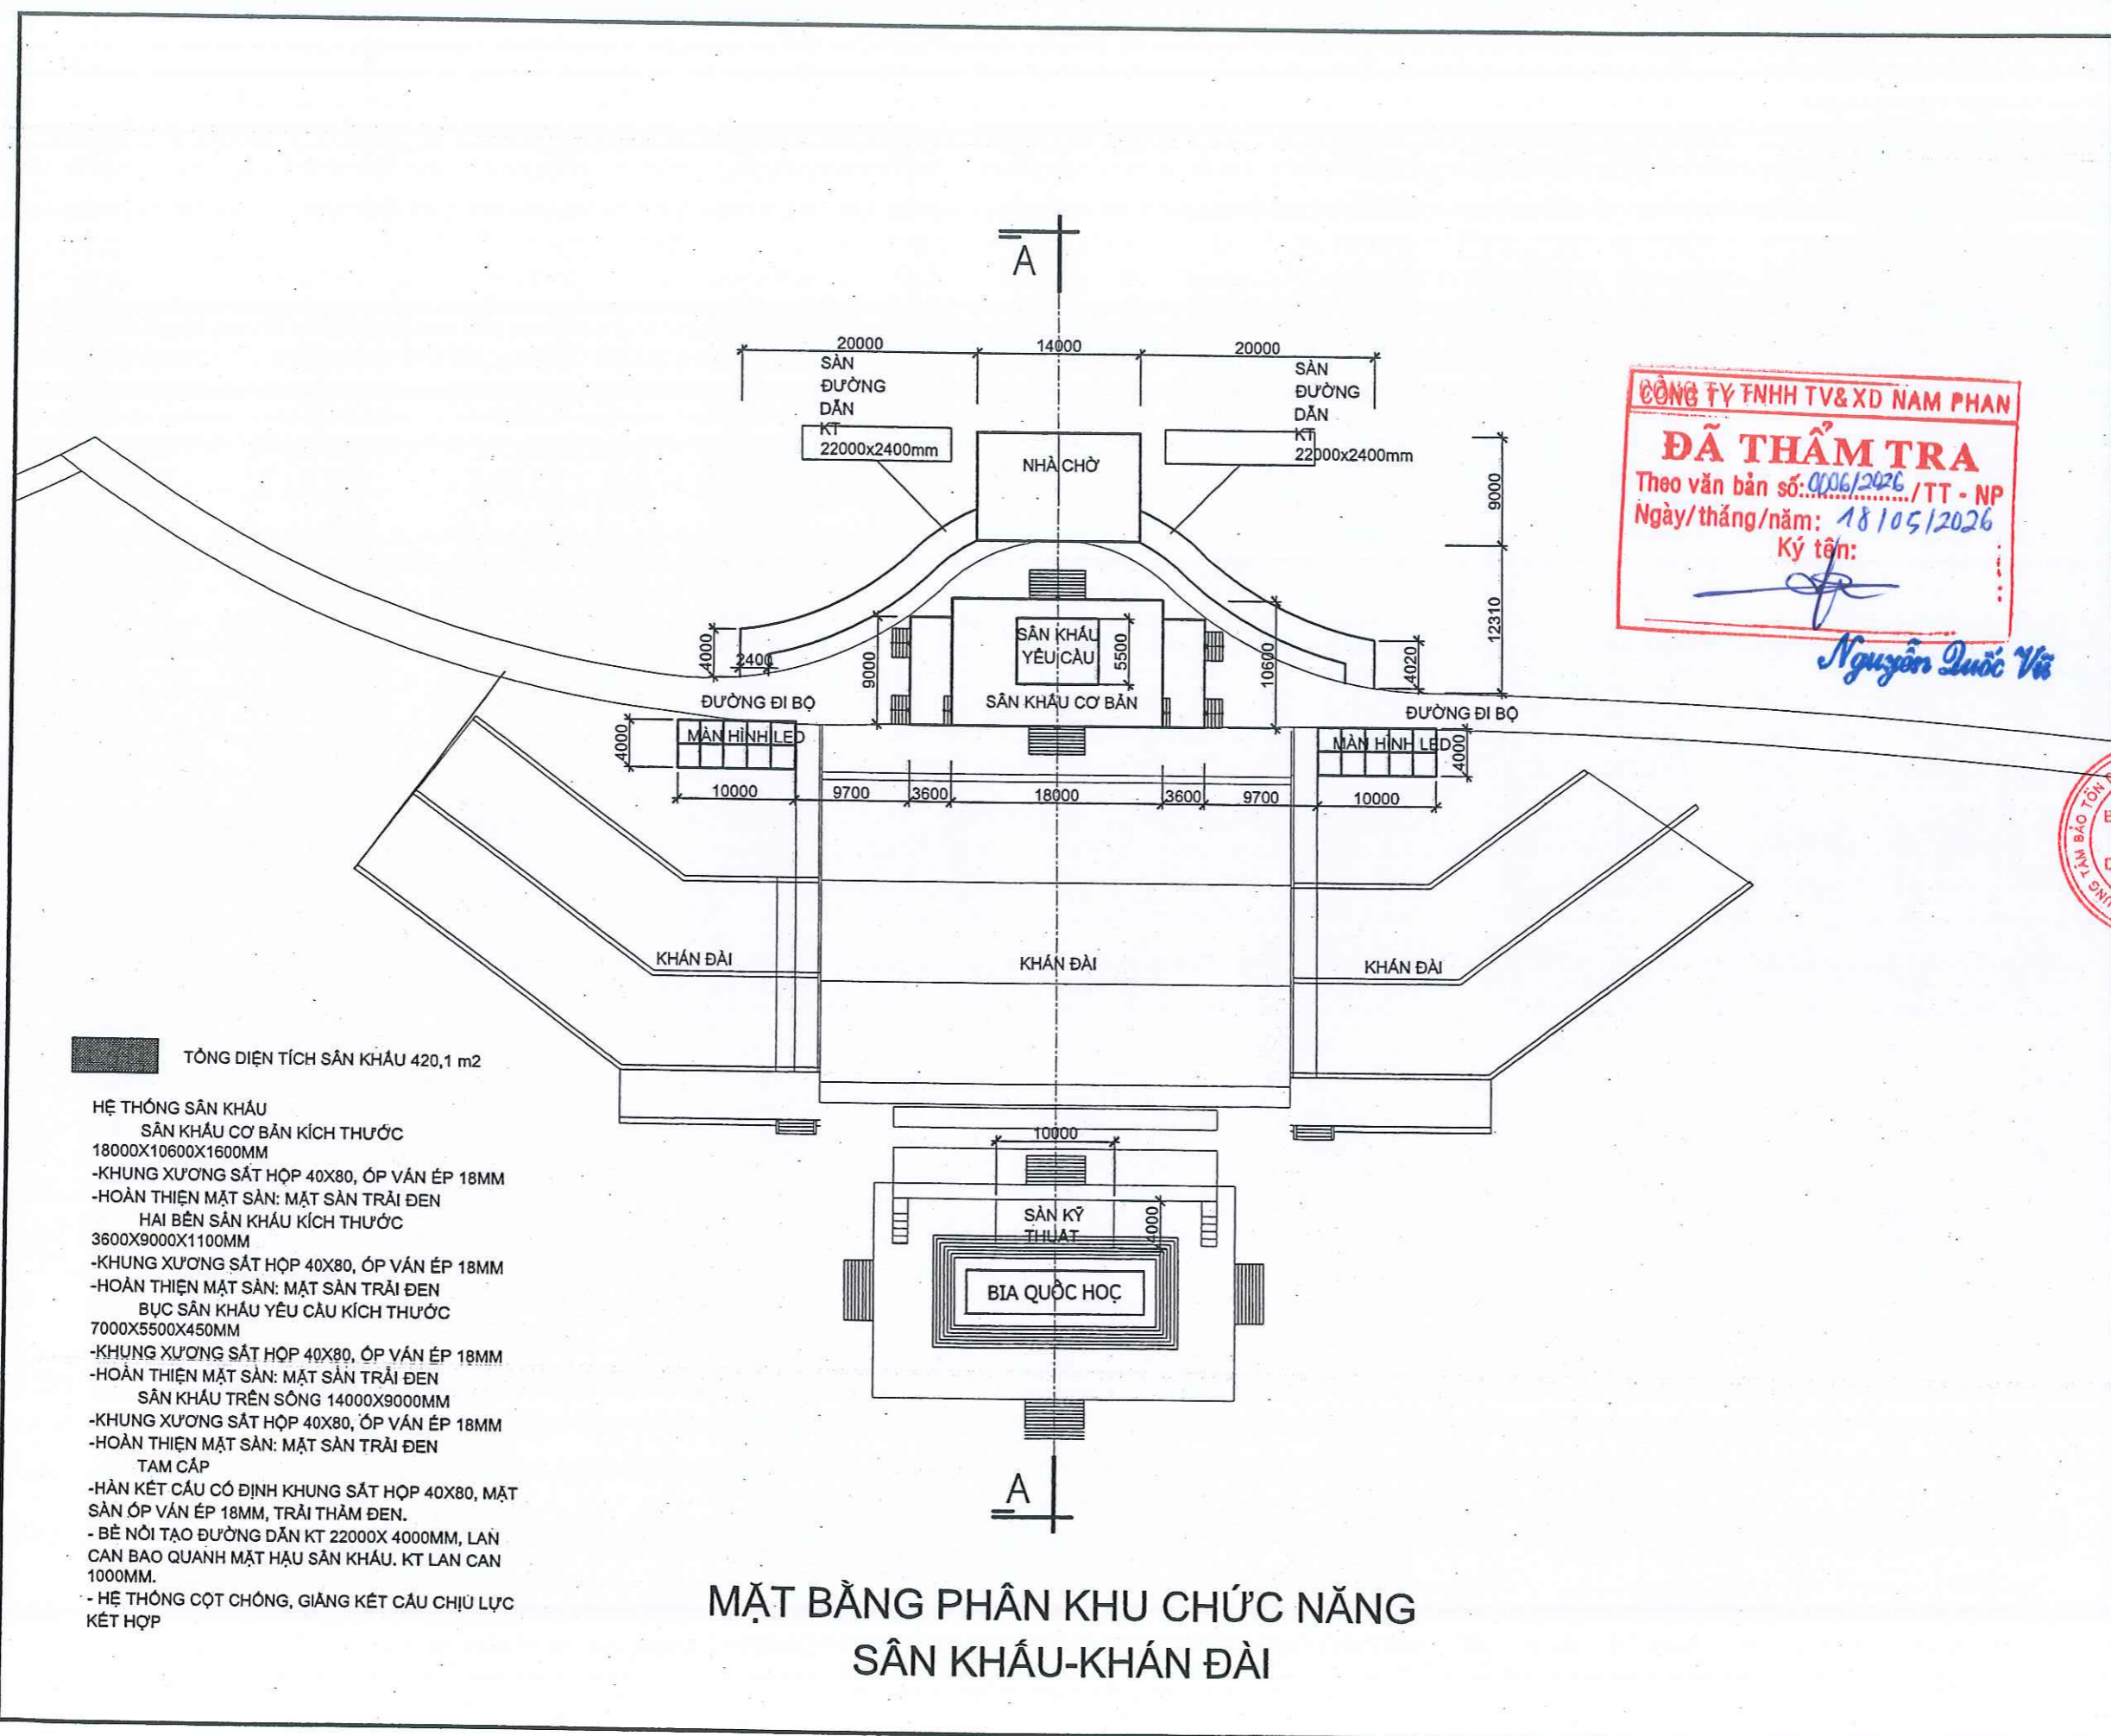 A
20000
14000
20000
SÀN
ĐƯỜNG
DẪN
KT
22000x2400mm
SÀN
ĐƯỜNG
DẪN
KT
22000x2400mm
NHÀ CHỜ
9000
12310
CÔNG TY TNHH TV&XD NAM PHAN
ĐÃ THẨM TRA
Theo văn bản số: 0006/2026 /TT - NP
Ngày/tháng/năm: 18/05/2026
Ký tên:
Nguyễn Quốc Vũ
4000
2400
9000
SÂN KHẤU
YÊU CẦU
5500
10600
4020
SÂN KHẤU CƠ BẢN
ĐƯỜNG ĐI BỘ
ĐƯỜNG ĐI BỘ
4000
MÀN HÌNH LED
MÀN HÌNH LED
4000
10000
9700
3600
18000
3600
9700
10000
KHÁN ĐÀI
KHÁN ĐÀI
KHÁN ĐÀI
TỔNG DIỆN TÍCH SÂN KHẤU 420,1 m2
HỆ THỐNG SÂN KHẤU
SÂN KHẤU CƠ BẢN KÍCH THƯỚC
18000X10600X1600MM
-KHUNG XƯƠNG SẮT HỘP 40X80, ỐP VÁN ÉP 18MM
-HOÀN THIỆN MẶT SÀN: MẶT SÀN TRẢI ĐEN
HAI BÊN SÂN KHẤU KÍCH THƯỚC
3600X9000X1100MM
-KHUNG XƯƠNG SẮT HỘP 40X80, ỐP VÁN ÉP 18MM
-HOÀN THIỆN MẶT SÀN: MẶT SÀN TRẢI ĐEN
BỤC SÂN KHẤU YÊU CẦU KÍCH THƯỚC
7000X5500X450MM
-KHUNG XƯƠNG SẮT HỘP 40X80, ỐP VÁN ÉP 18MM
-HOÀN THIỆN MẶT SÀN: MẶT SÀN TRẢI ĐEN
SÂN KHẤU TRÊN SÔNG 14000X9000MM
-KHUNG XƯƠNG SẮT HỘP 40X80, ỐP VÁN ÉP 18MM
-HOÀN THIỆN MẶT SÀN: MẶT SÀN TRẢI ĐEN
TAM CẤP
-HÀN KẾT CẤU CỐ ĐỊNH KHUNG SẮT HỘP 40X80, MẶT
SÀN ỐP VÁN ÉP 18MM, TRẢI THẢM ĐEN.
- BÈ NỔI TẠO ĐƯỜNG DẪN KT 22000X 4000MM, LAN
CAN BAO QUANH MẶT HẬU SÂN KHẤU. KT LAN CAN
1000MM.
- HỆ THỐNG CỘT CHỐNG, GIẰNG KẾT CẤU CHỊU LỰC
KẾT HỢP
10000
SÀN KỸ
THUẬT
4000
BIA QUỐC HỌC
A
MẶT BẰNG PHÂN KHU CHỨC NĂNG
SÂN KHẤU-KHÁN ĐÀI
TÂM BẢO TỒN